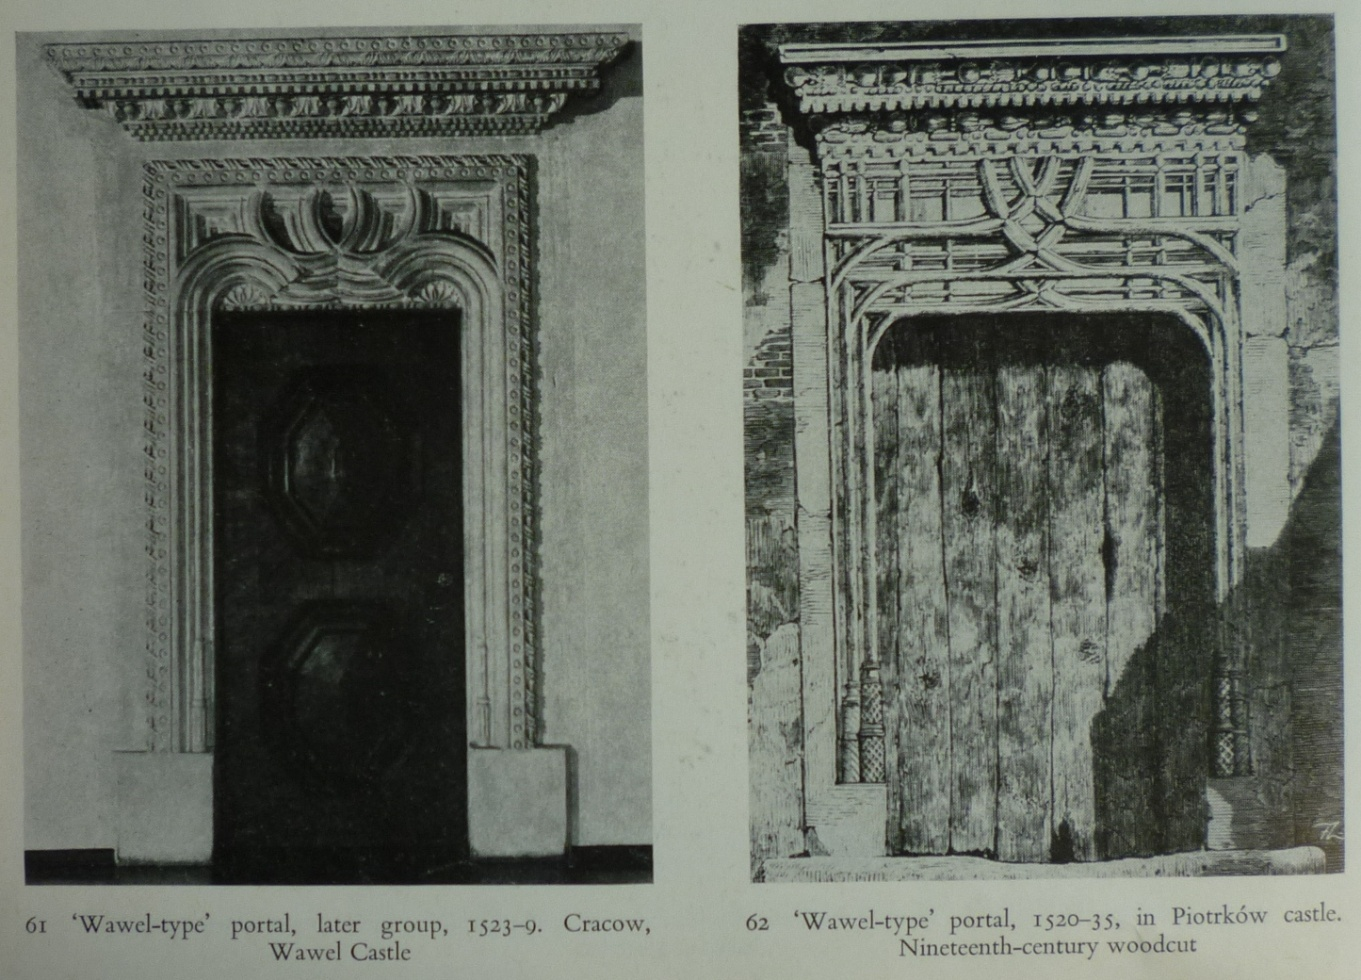 61 ‘Wawel-type’ portal, later group, 1523–9. Cracow,
Wawel Castle
62 ‘Wawel-type’ portal, 1520–35, in Piotrków castle.
Nineteenth-century woodcut